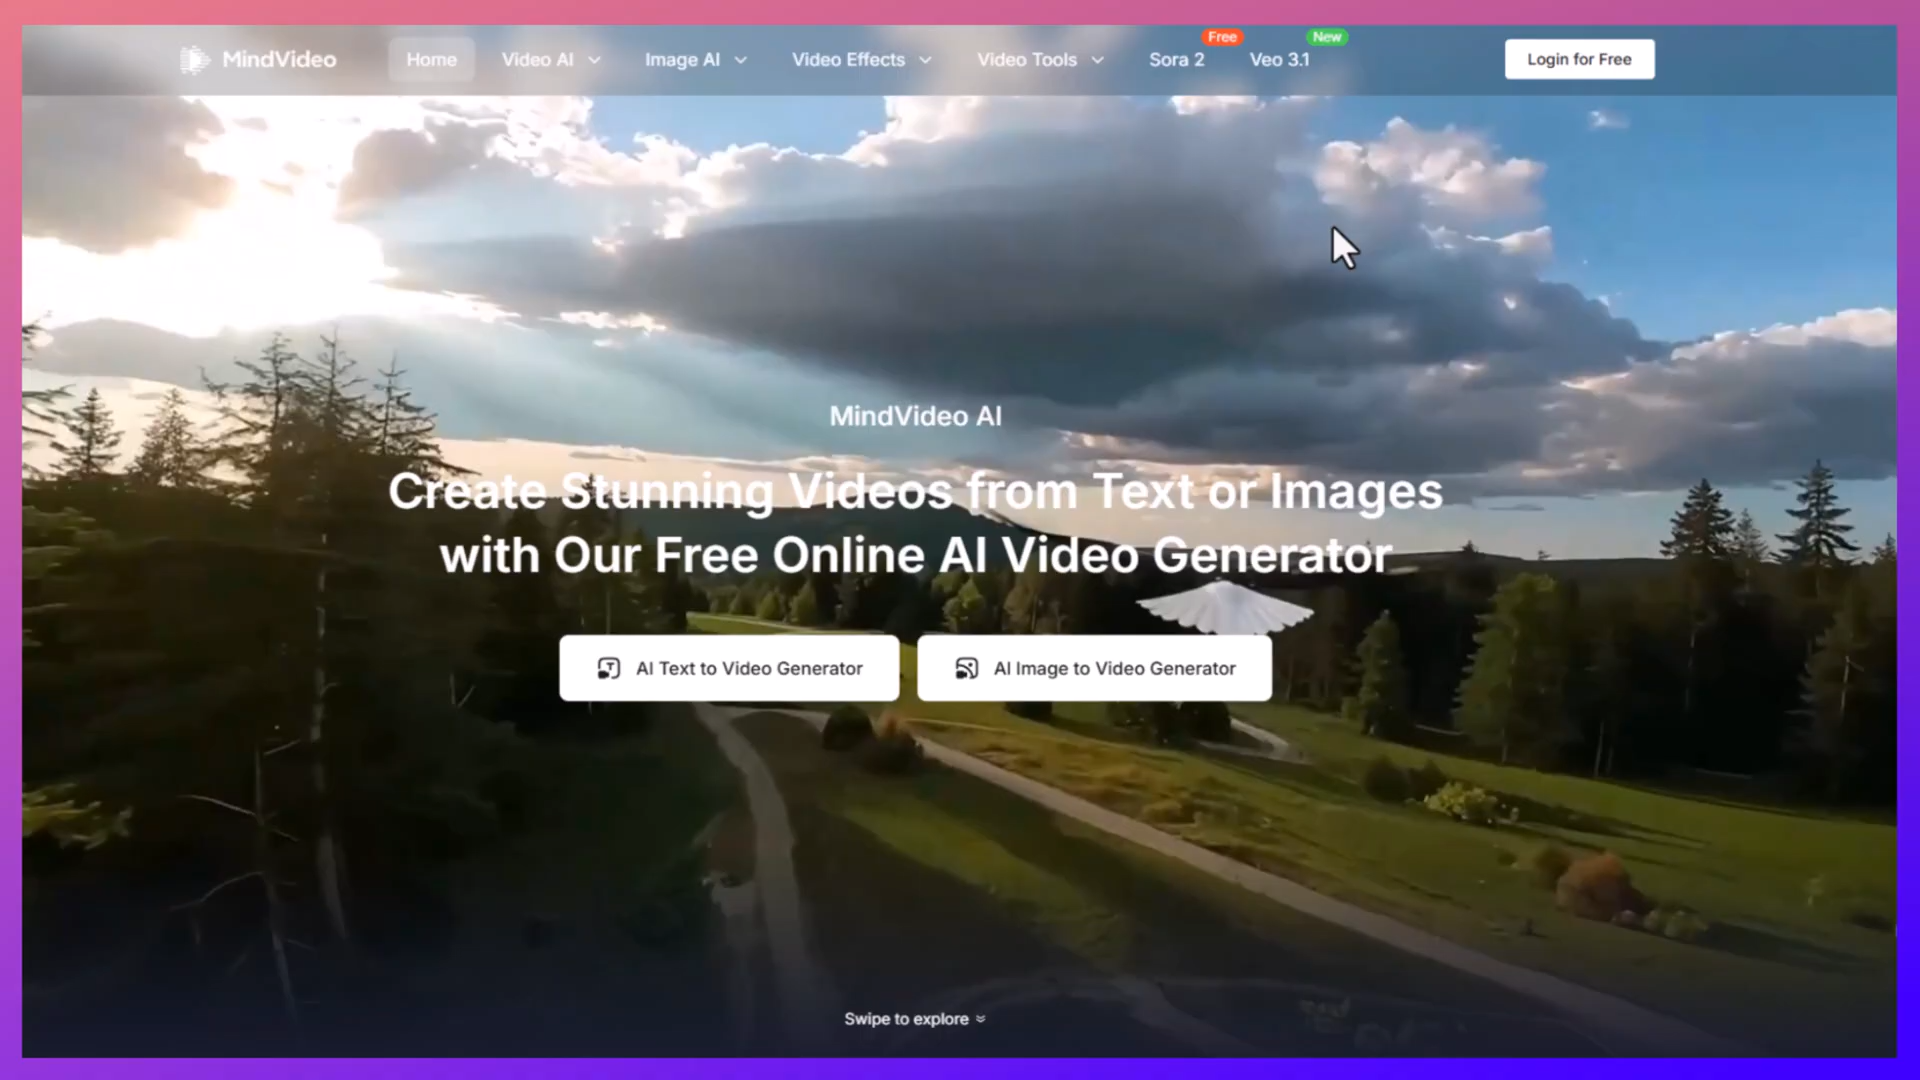 MindVideo
Home
Video AI
Image AI
Video Effects
Video Tools
Sora 2
Free
Veo 3.1
New
Login for Free
MindVideo AI
Create Stunning Videos from Text or Images
with Our Free Online AI Video Generator
AI Text to Video Generator
AI Image to Video Generator
Swipe to explore